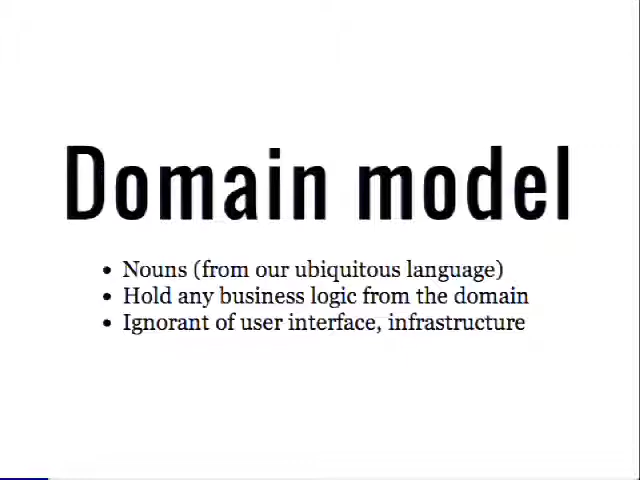 Domain model
• Nouns (from our ubiquitous language)
• Hold any business logic from the domain
• Ignorant of user interface, infrastructure